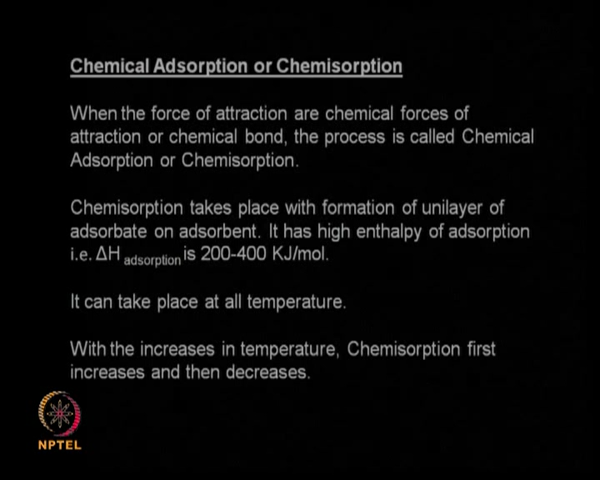 Chemical Adsorption or Chemisorption
When the force of attraction are chemical forces of
attraction or chemical bond, the process is called Chemical
Adsorption or Chemisorption.
Chemisorption takes place with formation of unilayer of
adsorbate on adsorbent. It has high enthalpy of adsorption
i.e. ΔH adsorption is 200-400 KJ/mol.
It can take place at all temperature.
With the increases in temperature, Chemisorption first
increases and then decreases.
NPTEL